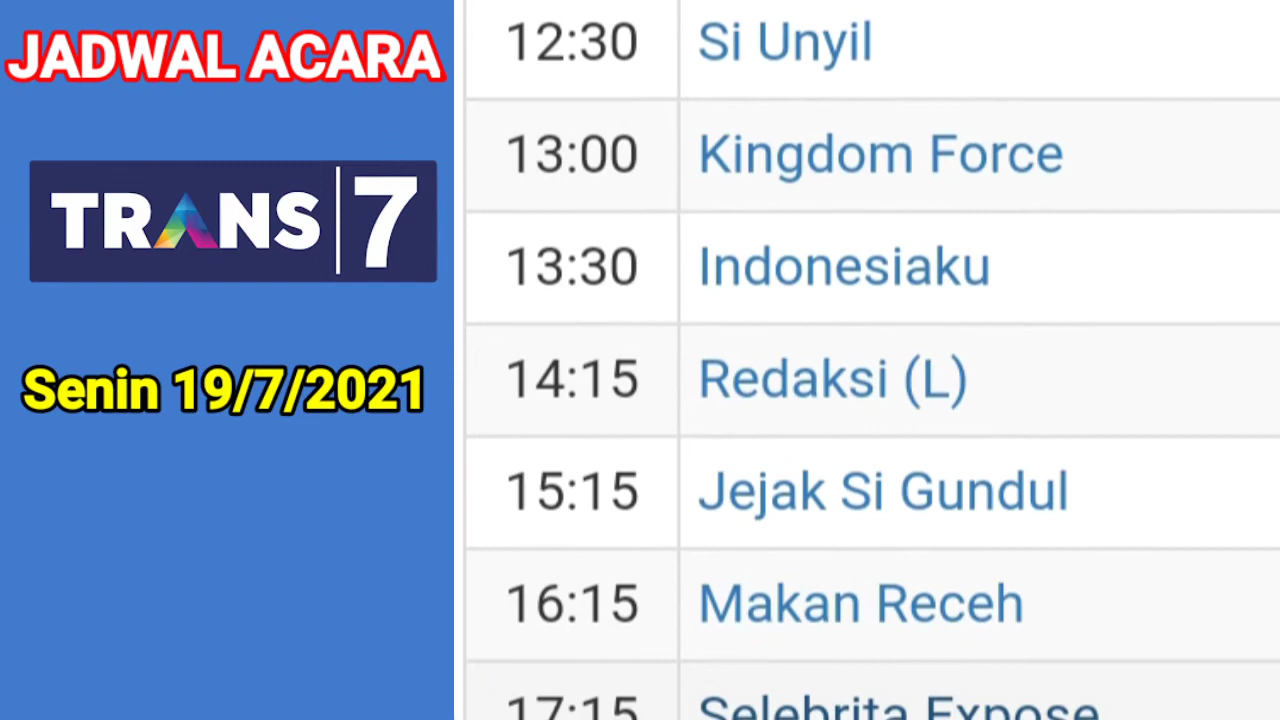 JADWAL ACARA
TRANS|7
Senin 19/7/2021
12:30 Si Unyil
13:00 Kingdom Force
13:30 Indonesiaku
14:15 Redaksi (L)
15:15 Jejak Si Gundul
16:15 Makan Receh
17:15 Selebrita Expose